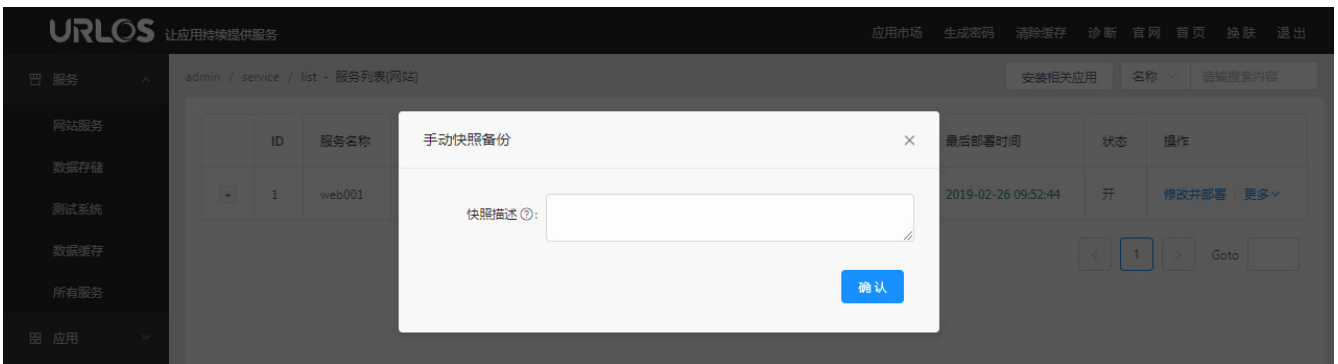 URLOS 让应用持续提供服务 应用市场 生成密码 清除缓存 诊断 官网 首页 换肤 退出
服务 admin / service / list - 服务列表[网站] 安装相关应用 名称 请输搜索内容
网站服务
ID 服务名称 手动快照备份 最后部署时间 状态 操作
数据存储
+ 1 web001 2019-02-26 09:52:44 开 修改并部署 更多
测试系统 快照描述?:
数据缓存 < 1 > Goto
所有服务 确认
应用